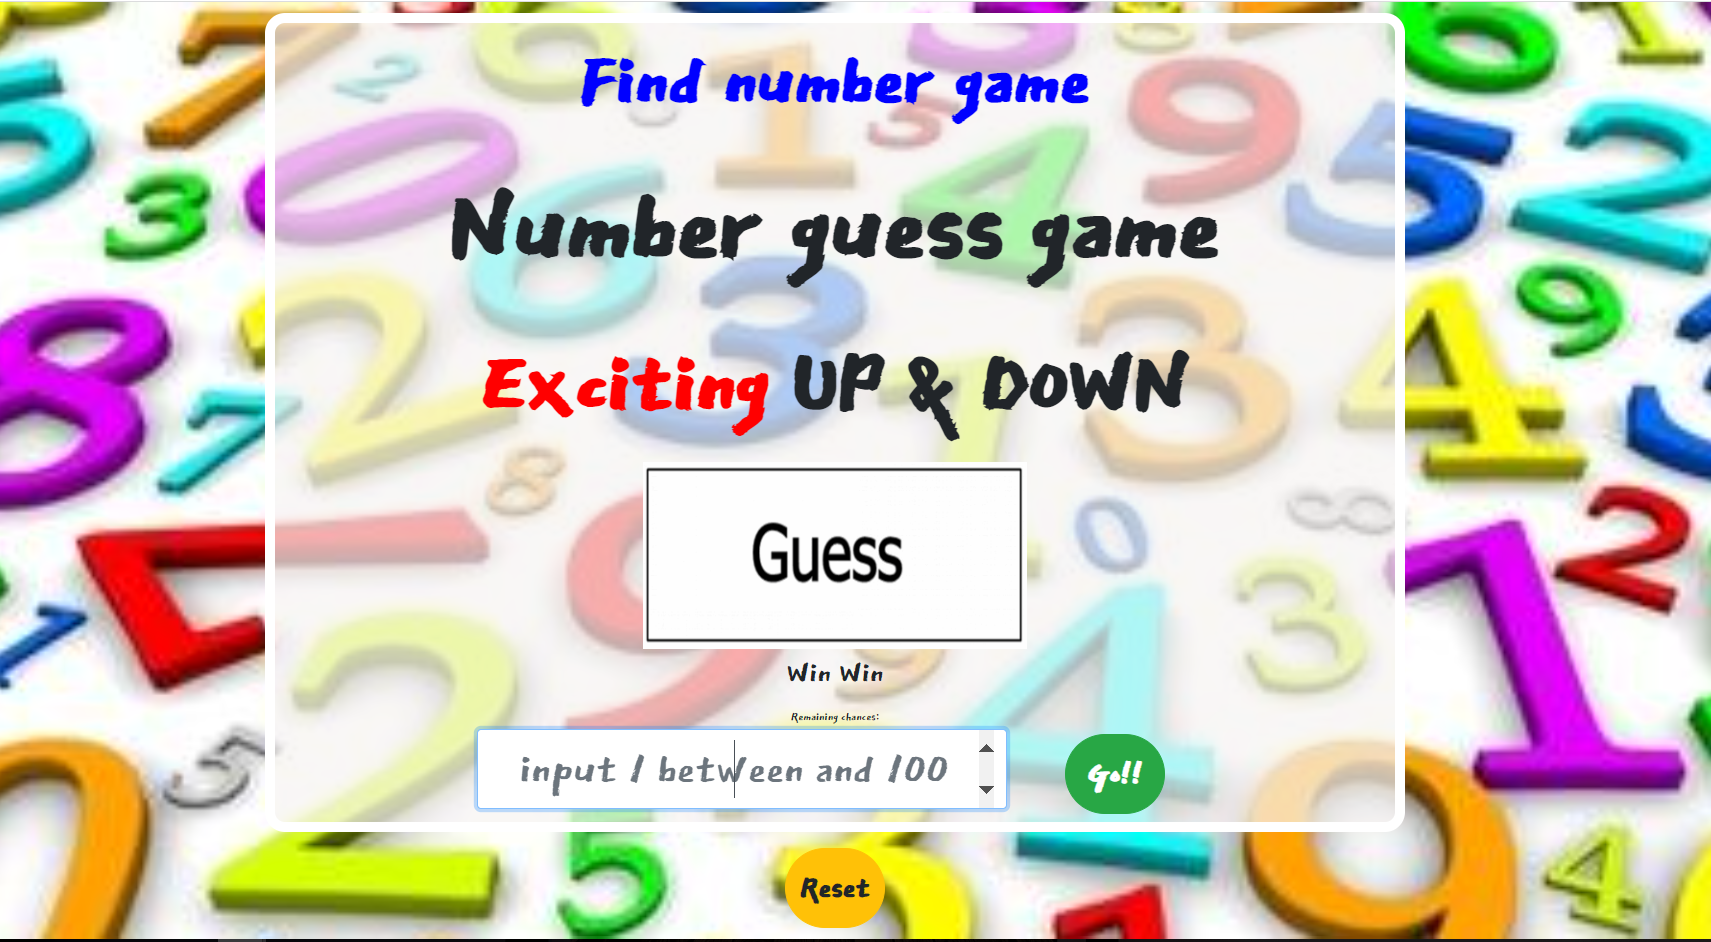 Find number game
Number guess game
Exciting UP & DOWN
Guess
Win Win
Remaining chances:
input 1 between and 100
Go!!
Reset